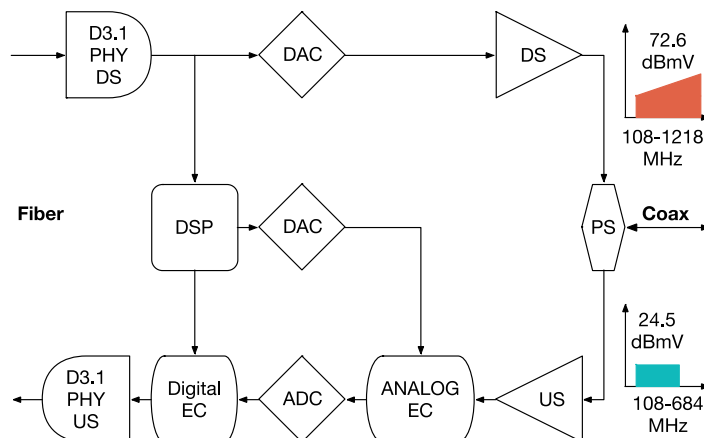 D3.1
PHY
DS
DAC
DS
72.6
dBmV
108-1218
MHz
Fiber
DSP
DAC
PS
Coax
24.5
dBmV
D3.1
PHY
US
Digital
EC
ADC
ANALOG
EC
US
108-684
MHz